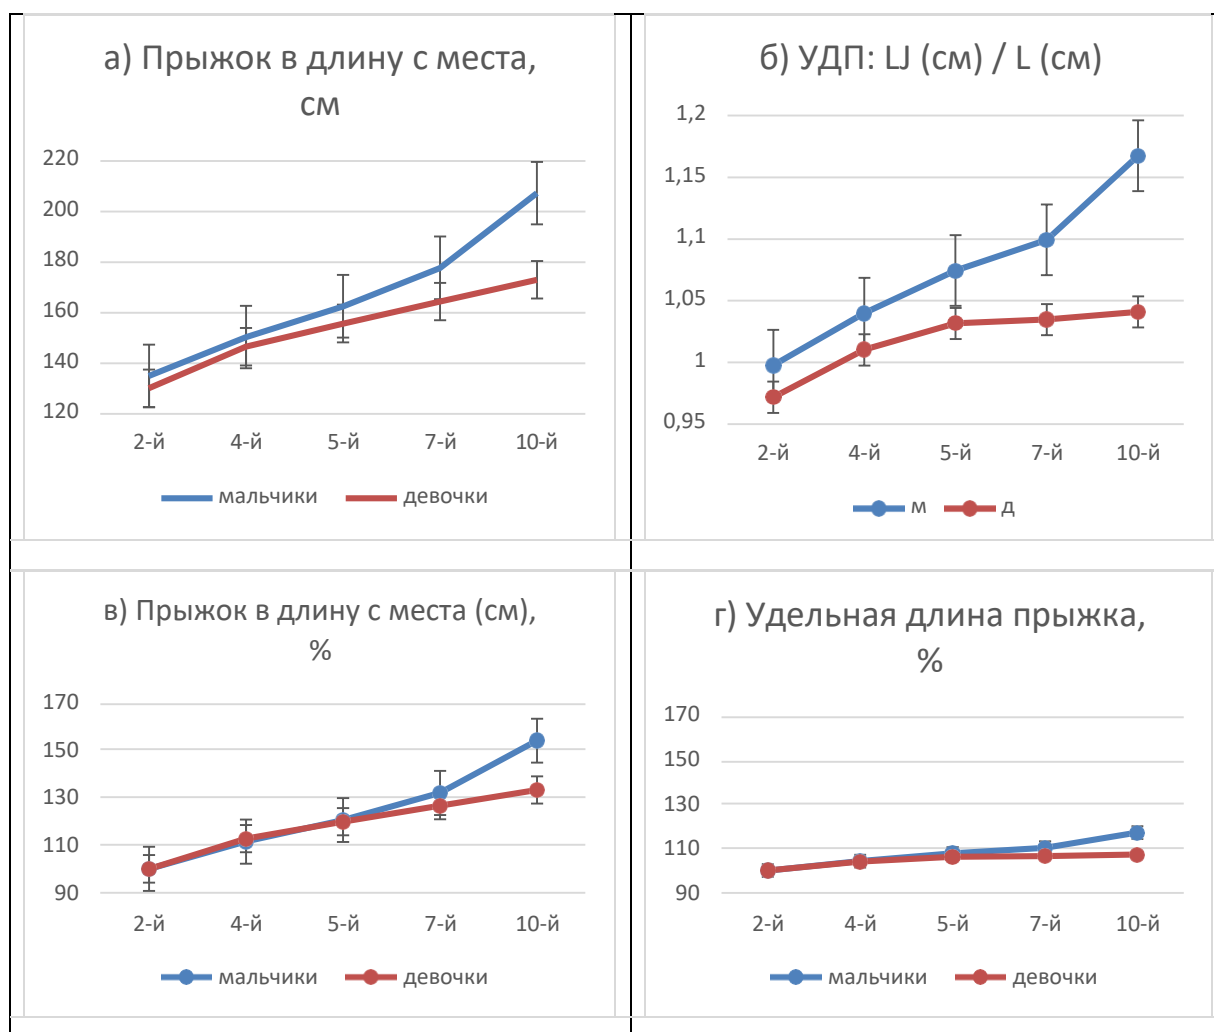 а) Прыжок в длину с места,
см
220
200
180
160
140
120
2-й 4-й 5-й 7-й 10-й
мальчики девочки
б) УДП: LJ (см) / L (см)
1,2
1,15
1,1
1,05
1
0,95
2-й 4-й 5-й 7-й 10-й
м д
в) Прыжок в длину с места (см),
%
170
150
130
110
90
2-й 4-й 5-й 7-й 10-й
мальчики девочки
г) Удельная длина прыжка,
%
170
150
130
110
90
2-й 4-й 5-й 7-й 10-й
мальчики девочки